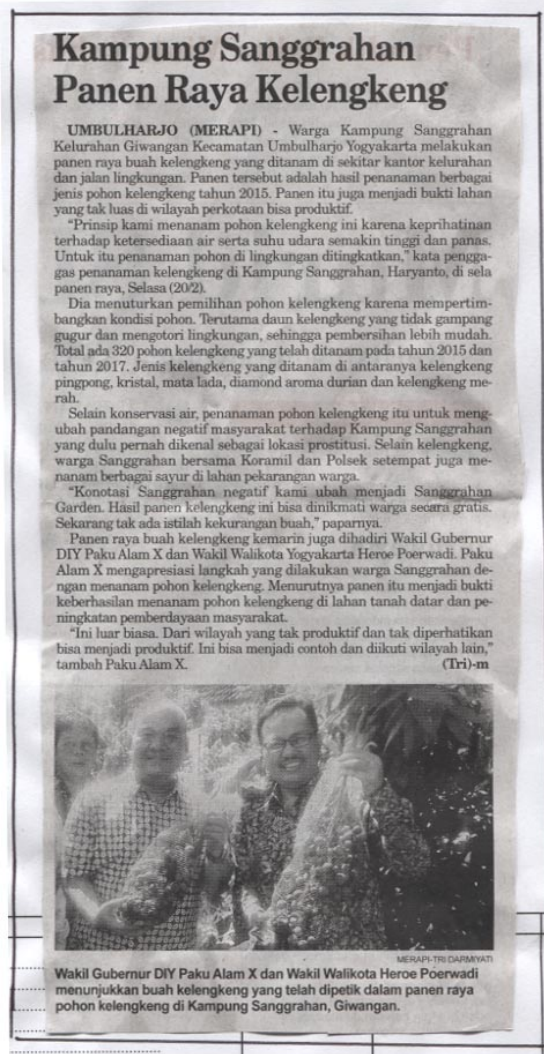 Kampung Sanggrahan
Panen Raya Kelengkeng
UMBULHARJO (MERAPI) - Warga Kampung Sanggrahan
Kelurahan Giwangan Kecamatan Umbulharjo Yogyakarta melakukan
panen raya buah kelengkeng yang ditanam di sekitar kantor kelurahan
dan jalan lingkungan. Panen tersebut adalah hasil penanaman berbagai
jenis pohon kelengkeng tahun 2015. Panen itu juga menjadi bukti lahan
yang tak luas di wilayah perkotaan bisa produktif.
"Prinsip kami menanam pohon kelengkeng ini karena keprihatinan
terhadap ketersediaan air serta suhu udara semakin tinggi dan panas.
Untuk itu penanaman pohon di lingkungan ditingkatkan," kata pengga-
gas penanaman kelengkeng di Kampung Sanggrahan, Haryanto, di sela
panen raya, Selasa (20/2).
Dia menuturkan pemilihan pohon kelengkeng karena mempertim-
bangkan kondisi pohon. Terutama daun kelengkeng yang tidak gampang
gugur dan mengotori lingkungan, sehingga pembersihan lebih mudah.
Total ada 320 pohon kelengkeng yang telah ditanam pada tahun 2015 dan
tahun 2017. Jenis kelengkeng yang ditanam di antaranya kelengkeng
pingpong, kristal, mata lada, diamond aroma durian dan kelengkeng me-
rah.
Selain konservasi air, penanaman pohon kelengkeng itu untuk meng-
ubah pandangan negatif masyarakat terhadap Kampung Sanggrahan
yang dulu pernah dikenal sebagai lokasi prostitusi. Selain kelengkeng,
warga Sanggrahan bersama Koramil dan Polsek setempat juga me-
nanam berbagai sayur di lahan pekarangan warga.
"Konotasi Sanggrahan negatif kami ubah menjadi Sanggrahan
Garden. Hasil panen kelengkeng ini bisa dinikmati warga secara gratis.
Sekarang tak ada istilah kekurangan buah," paparnya.
Panen raya buah kelengkeng kemarin juga dihadiri Wakil Gubernur
DIY Paku Alam X dan Wakil Walikota Yogyakarta Heroe Poerwadi. Paku
Alam X mengapresiasi langkah yang dilakukan warga Sanggrahan de-
ngan menanam pohon kelengkeng. Menurutnya panen itu menjadi bukti
keberhasilan menanam pohon kelengkeng di lahan tanah datar dan pe-
ningkatan pemberdayaan masyarakat.
"Ini luar biasa. Dari wilayah yang tak produktif dan tak diperhatikan
bisa menjadi produktif. Ini bisa menjadi contoh dan diikuti wilayah lain,"
tambah Paku Alam X. (Tri)-m
MERAPI-TRI DARMIYATI
Wakil Gubernur DIY Paku Alam X dan Wakil Walikota Heroe Poerwadi
menunjukkan buah kelengkeng yang telah dipetik dalam panen raya
pohon kelengkeng di Kampung Sanggrahan, Giwangan.